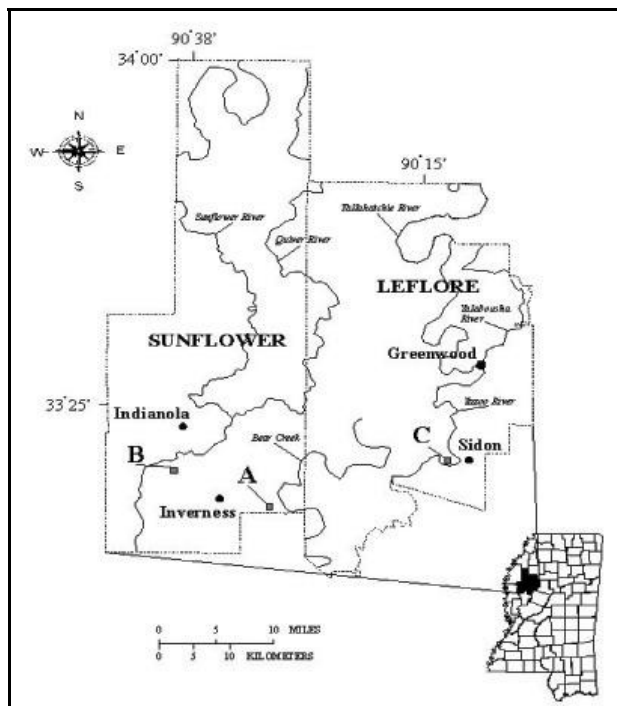 90°38'
34°00'
N
W
E
S
90°15'
Sunflower River
Tallahatchie River
Quiver River
LEFLORE
Yalobusha
River
SUNFLOWER
Greenwood
33°25'
Yazoo River
Indianola
Bear Creek
C
Sidon
B
A
Inverness
0 5 10 MILES
0 5 10
KILOMETERS